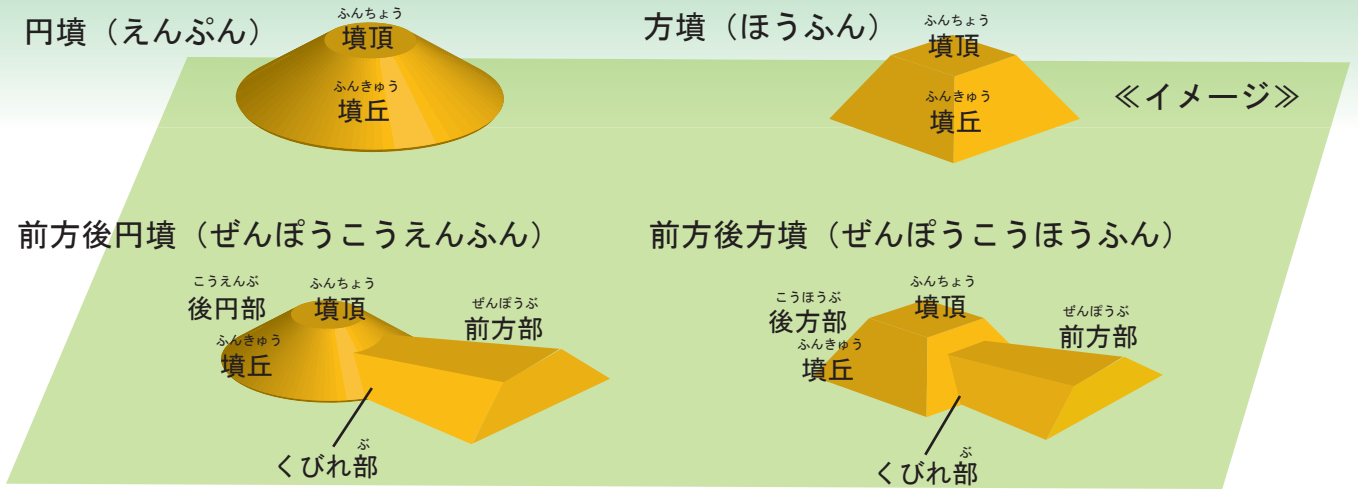 円墳（えんぷん）
ふんちょう
墳頂
ふんきゅう
墳丘
方墳（ほうふん）
ふんちょう
墳頂
ふんきゅう
墳丘
≪イメージ≫
前方後円墳（ぜんぽうこうえんふん）
こうえんぶ
後円部
ふんちょう
墳頂
ぜんぽうぶ
前方部
ふんきゅう
墳丘
ぶ
くびれ部
前方後方墳（ぜんぽうこうほうふん）
こうほうぶ
後方部
ふんちょう
墳頂
ぜんぽうぶ
前方部
ふんきゅう
墳丘
ぶ
くびれ部